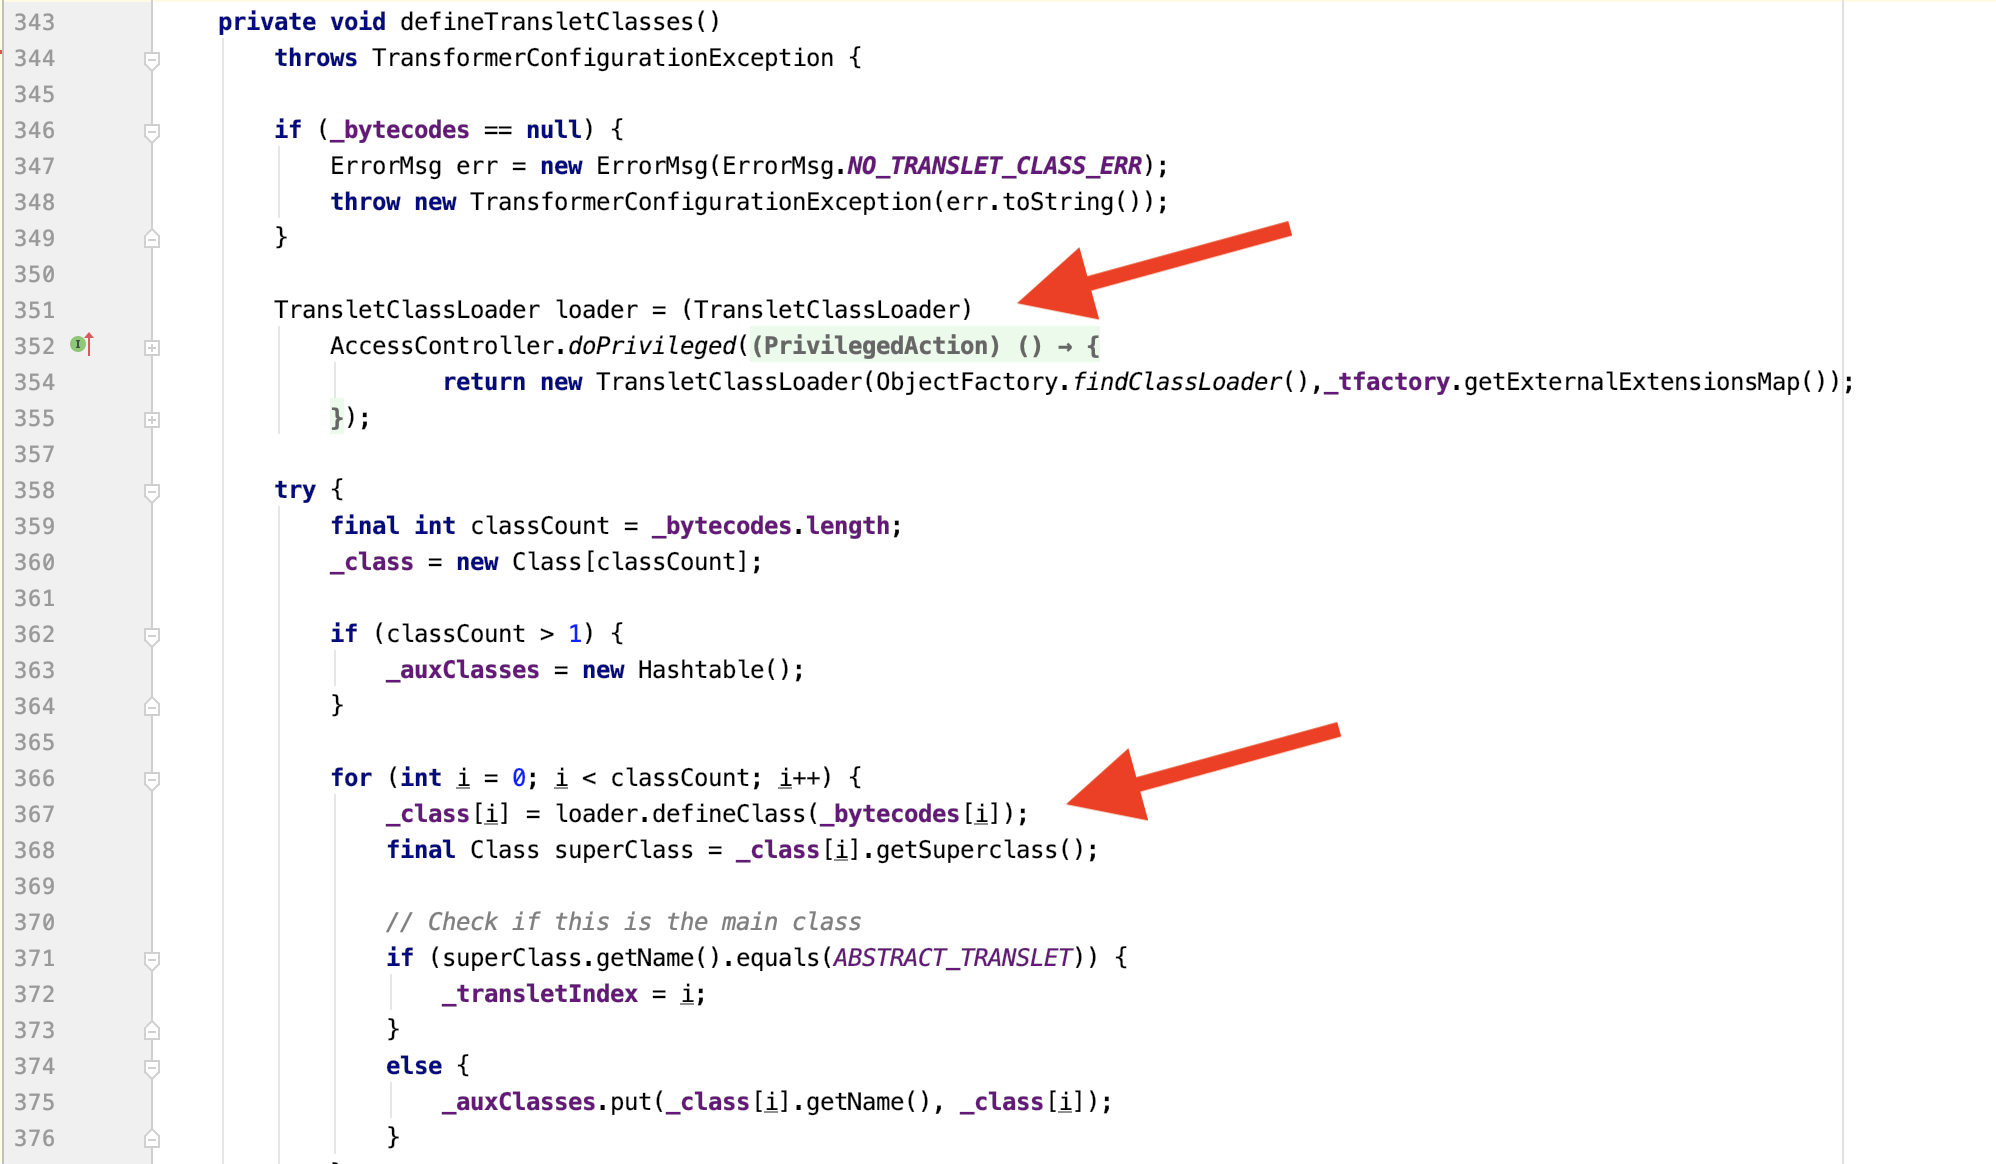 343 private void defineTransletClasses()
344 throws TransformerConfigurationException {
345
346 if (_bytecodes == null) {
347 ErrorMsg err = new ErrorMsg(ErrorMsg.NO_TRANSLET_CLASS_ERR);
348 throw new TransformerConfigurationException(err.toString());
349 }
350
351 TransletClassLoader loader = (TransletClassLoader)
352 AccessController.doPrivileged((PrivilegedAction) () → {
354 return new TransletClassLoader(ObjectFactory.findClassLoader(),_tfactory.getExternalExtensionsMap());
355 });
357
358 try {
359 final int classCount = _bytecodes.length;
360 _class = new Class[classCount];
361
362 if (classCount > 1) {
363 _auxClasses = new Hashtable();
364 }
365
366 for (int i = 0; i < classCount; i++) {
367 _class[i] = loader.defineClass(_bytecodes[i]);
368 final Class superClass = _class[i].getSuperclass();
369
370 // Check if this is the main class
371 if (superClass.getName().equals(ABSTRACT_TRANSLET)) {
372 _transletIndex = i;
373 }
374 else {
375 _auxClasses.put(_class[i].getName(), _class[i]);
376 }